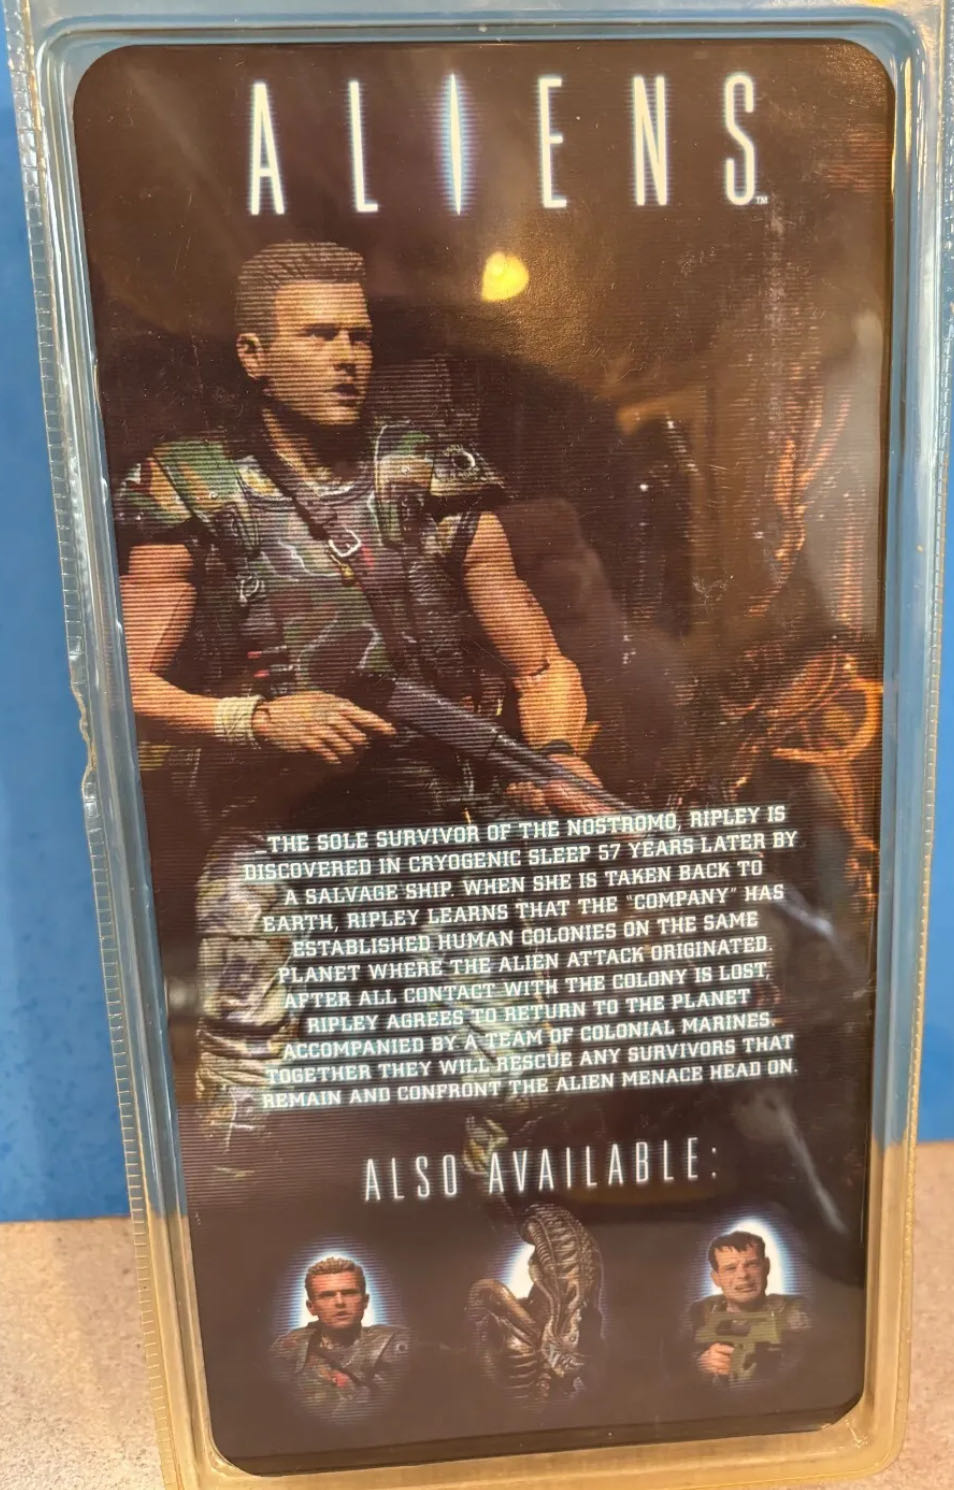 ALIENS™
THE SOLE SURVIVOR OF THE NOSTROMO, RIPLEY IS
DISCOVERED IN CRYOGENIC SLEEP 57 YEARS LATER BY
A SALVAGE SHIP. WHEN SHE IS TAKEN BACK TO
EARTH, RIPLEY LEARNS THAT THE "COMPANY" HAS
ESTABLISHED HUMAN COLONIES ON THE SAME
PLANET WHERE THE ALIEN ATTACK ORIGINATED.
AFTER ALL CONTACT WITH THE COLONY IS LOST,
RIPLEY AGREES TO RETURN TO THE PLANET
ACCOMPANIED BY A TEAM OF COLONIAL MARINES.
TOGETHER THEY WILL RESCUE ANY SURVIVORS THAT
REMAIN AND CONFRONT THE ALIEN MENACE HEAD ON.
ALSO AVAILABLE: